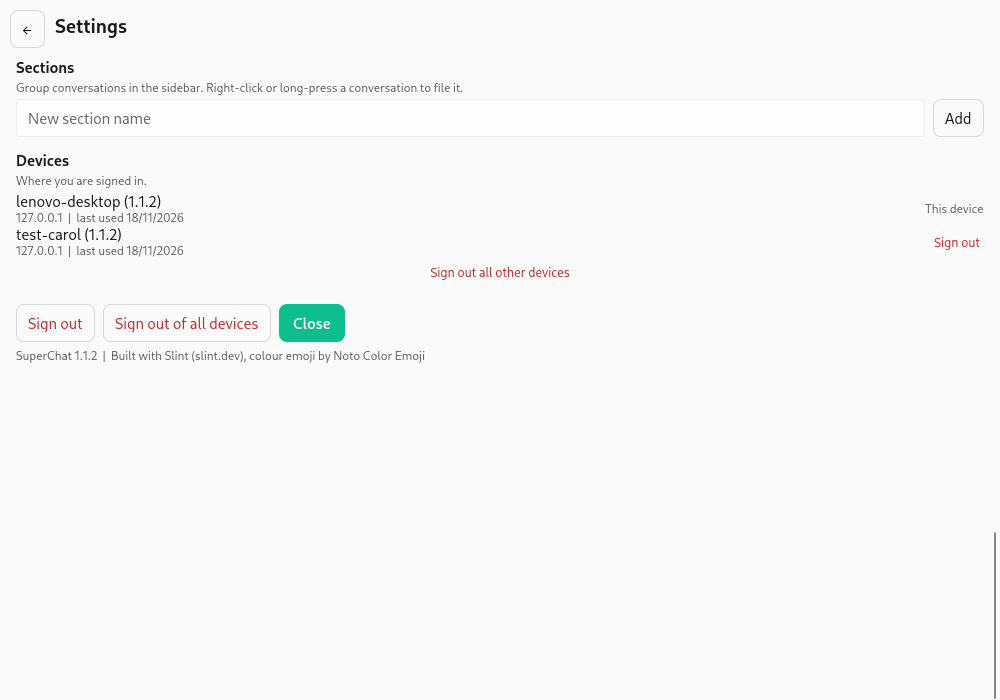 ←
Settings
Sections
Group conversations in the sidebar. Right-click or long-press a conversation to file it.
New section name
Add
Devices
Where you are signed in.
lenovo-desktop (1.1.2)
127.0.0.1 | last used 18/11/2026
This device
test-carol (1.1.2)
127.0.0.1 | last used 18/11/2026
Sign out
Sign out all other devices
Sign out
Sign out of all devices
Close
SuperChat 1.1.2 | Built with Slint (slint.dev), colour emoji by Noto Color Emoji